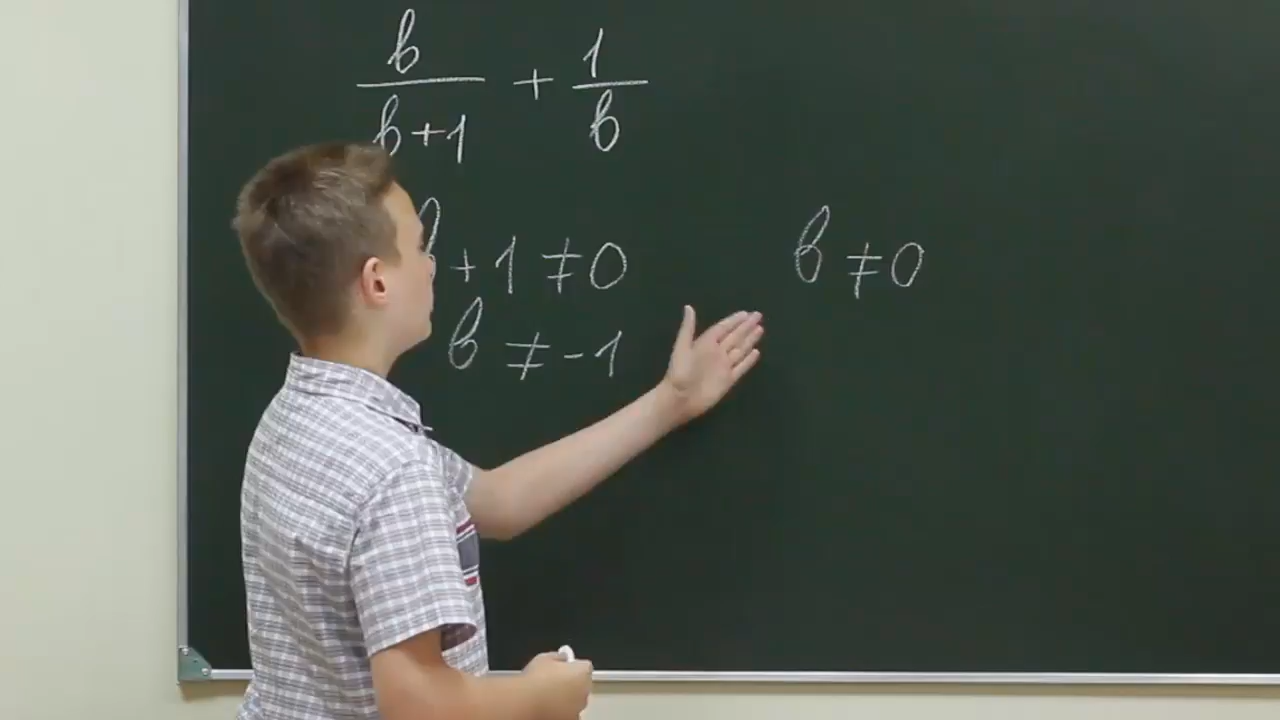 в/(в+1) + 1/в
в + 1 ≠ 0
в ≠ 0
в ≠ -1